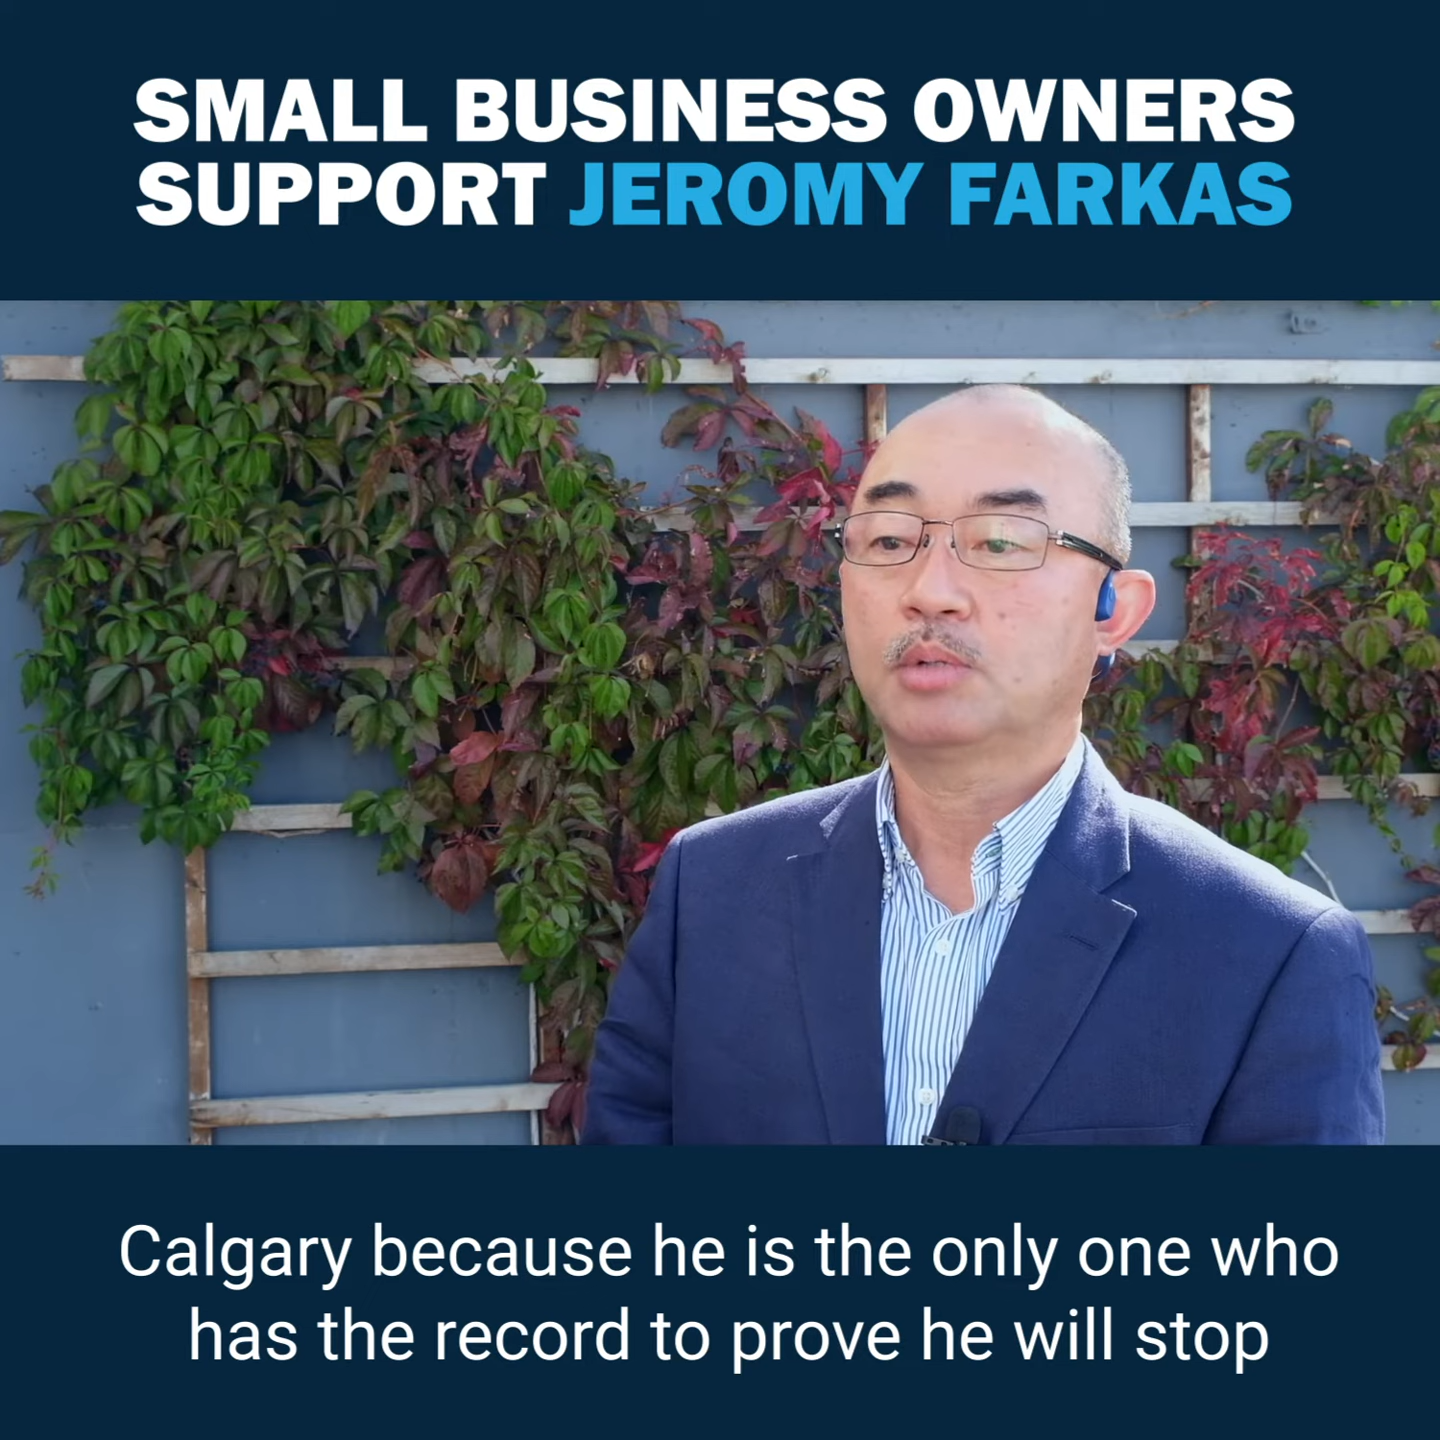 SMALL BUSINESS OWNERS
SUPPORT JEROMY FARKAS
Calgary because he is the only one who
has the record to prove he will stop